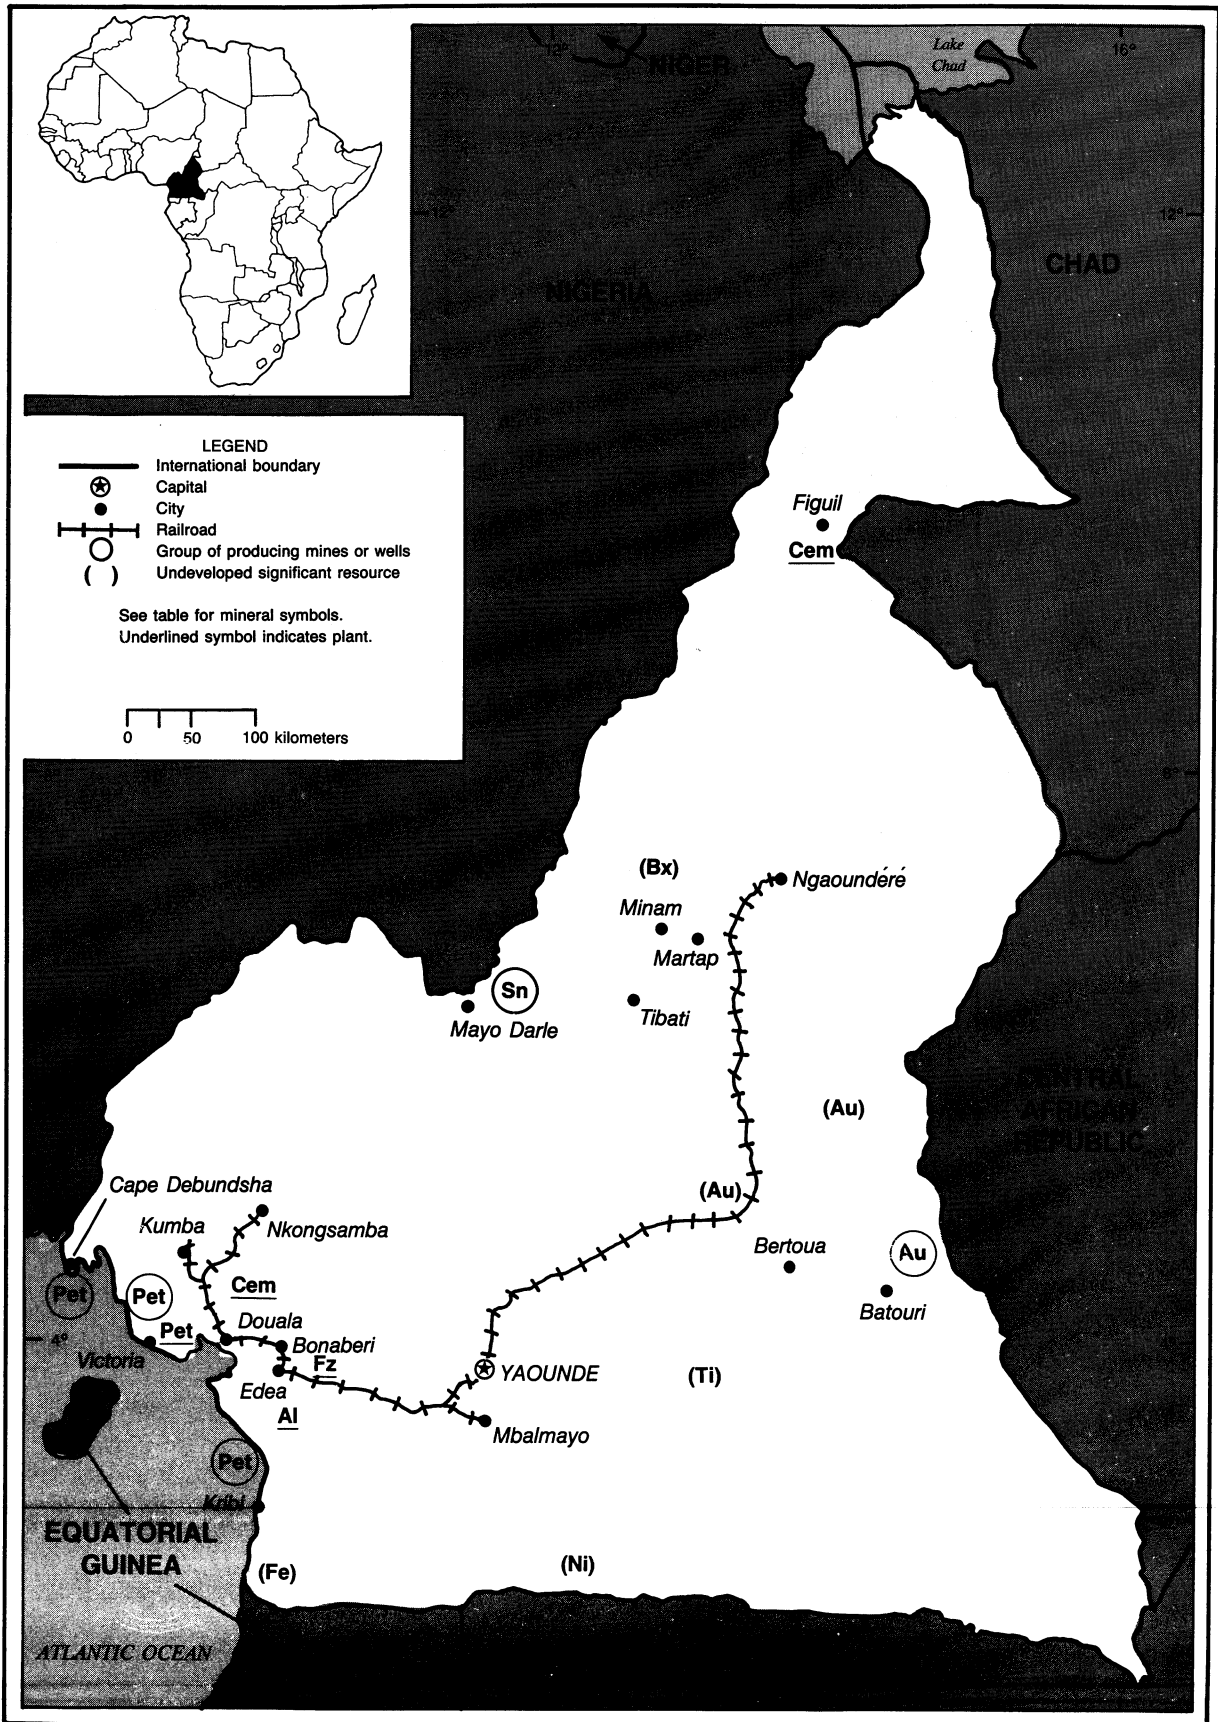 12°
NIGER
Lake
Chad
16°
12°
12°
CHAD
NIGERIA
LEGEND
International boundary
Capital
City
Railroad
Group of producing mines or wells
( ) Undeveloped significant resource
See table for mineral symbols.
Underlined symbol indicates plant.
0 50 100 kilometers
Figuil
Cem
8°
(Bx)
Ngaoundéré
Minam
Martap
Sn
Mayo Darle
Tibati
CENTRAL
AFRICAN
REPUBLIC
(Au)
Cape Debundsha
(Au)
Kumba
Nkongsamba
Bertoua
Au
Cem
Pet
Pet
Batouri
Douala
Pet
4°
Bonaberi
Victoria
Fz
YAOUNDE
(Ti)
Edea
Al
Mbalmayo
Pet
Kribi
EQUATORIAL
GUINEA
(Fe)
(Ni)
ATLANTIC OCEAN